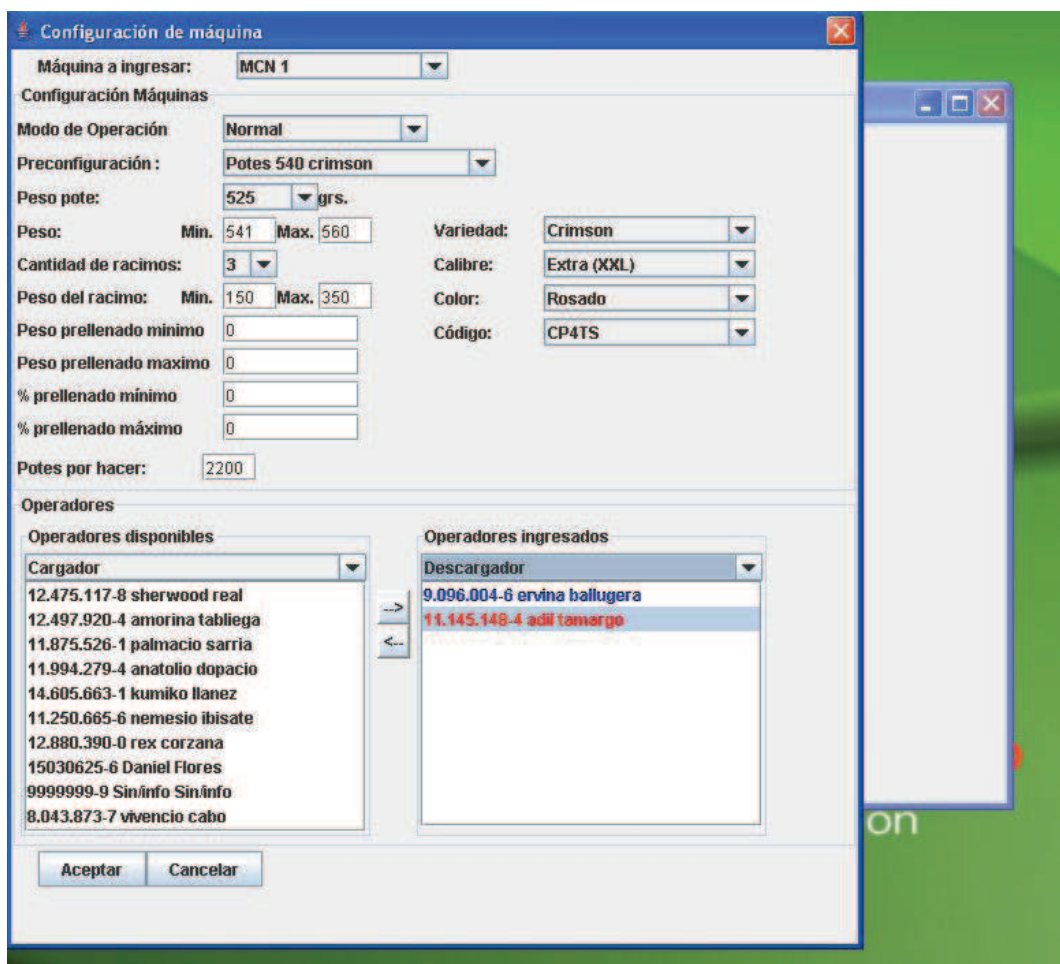 Configuración de máquina
Máquina a ingresar: MCN 1
Configuración Máquinas
Modo de Operación Normal
Preconfiguración : Potes 540 crimson
Peso pote: 525 grs.
Peso: Min. 541 Max. 560 Variedad: Crimson
Cantidad de racimos: 3 Calibre: Extra (XXL)
Peso del racimo: Min. 150 Max. 350 Color: Rosado
Peso prellenado minimo 0 Código: CP4TS
Peso prellenado maximo 0
% prellenado mínimo 0
% prellenado máximo 0
Potes por hacer: 2200
Operadores
Operadores disponibles
Cargador
12.475.117-8 sherwood real
12.497.920-4 amorina tabliega
11.875.526-1 palmacio sarria
11.994.279-4 anatolio dopacio
14.605.663-1 kumiko llanez
11.250.665-6 nemesio ibisate
12.880.390-0 rex corzana
15030625-6 Daniel Flores
9999999-9 Sin/info Sin/info
8.043.873-7 vivencio cabo
-->
<--
Operadores ingresados
Descargador
9.096.004-6 ervina ballugera
11.145.148-4 adil tamargo
Aceptar Cancelar
on